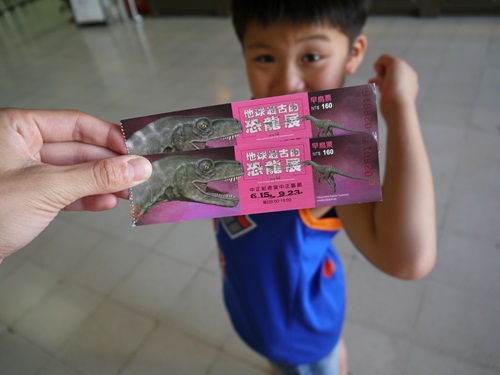 地球最古的
恐龍展
早鳥票
NT$ 160
地球最古的
恐龍展
早鳥票
NT$ 160
中正紀念堂中正藝廊
6.15 9.23